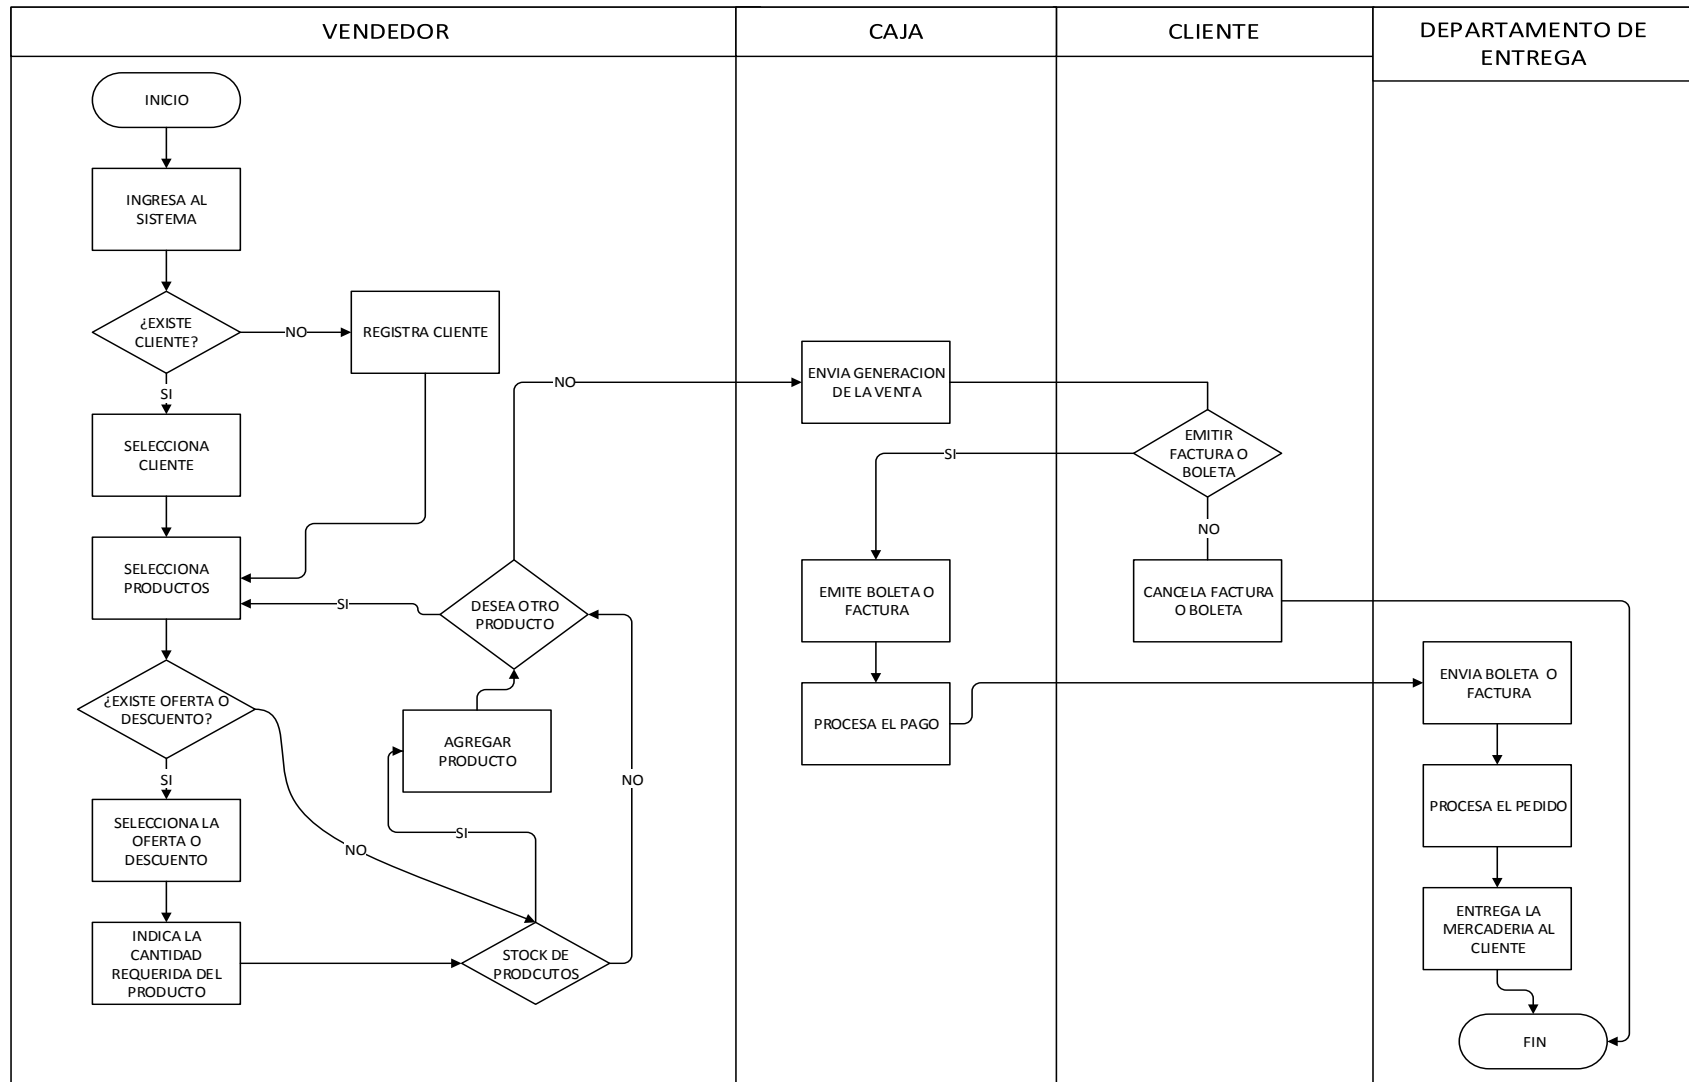 VENDEDOR
CAJA
CLIENTE
DEPARTAMENTO DE
ENTREGA
INICIO
INGRESA AL
SISTEMA
¿EXISTE
CLIENTE?
NO
REGISTRA CLIENTE
SI
SELECCIONA
CLIENTE
SELECCIONA
PRODUCTOS
SI
DESEA OTRO
PRODUCTO
NO
¿EXISTE OFERTA O
DESCUENTO?
SI
NO
SELECCIONA LA
OFERTA O
DESCUENTO
INDICA LA
CANTIDAD
REQUERIDA DEL
PRODUCTO
STOCK DE
PRODCUTOS
SI
NO
AGREGAR
PRODUCTO
ENVIA GENERACION
DE LA VENTA
EMITIR
FACTURA O
BOLETA
SI
NO
EMITE BOLETA O
FACTURA
CANCELA FACTURA
O BOLETA
PROCESA EL PAGO
ENVIA BOLETA O
FACTURA
PROCESA EL PEDIDO
ENTREGA LA
MERCADERIA AL
CLIENTE
FIN